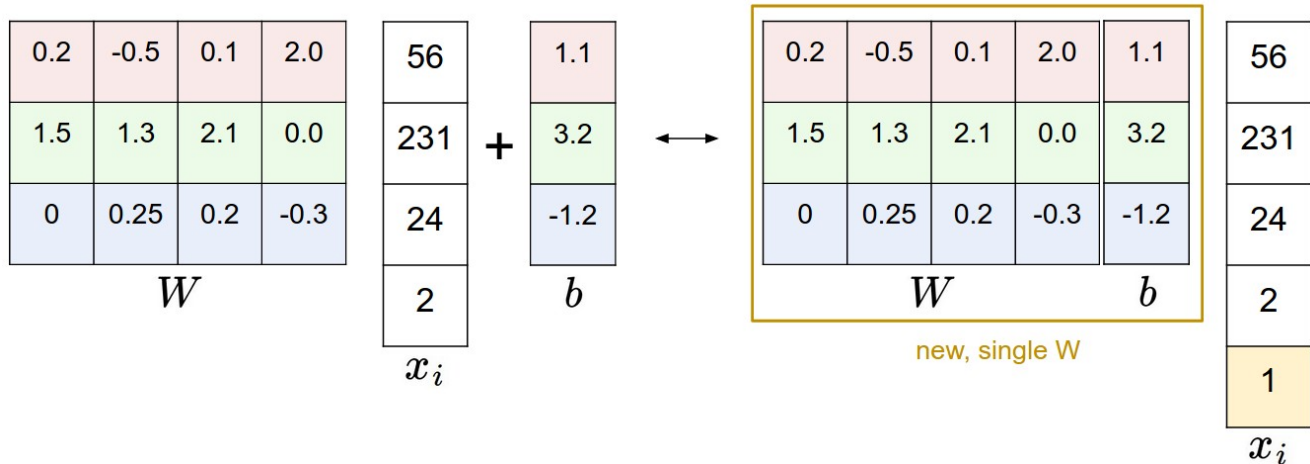 0.2 -0.5 0.1 2.0 56 1.1 0.2 -0.5 0.1 2.0 1.1 56
1.5 1.3 2.1 0.0 231 + 3.2 ↔ 1.5 1.3 2.1 0.0 3.2 231
0 0.25 0.2 -0.3 24 -1.2 0 0.25 0.2 -0.3 -1.2 24
W 2 b W b 2
new, single W
x_i 1
x_i